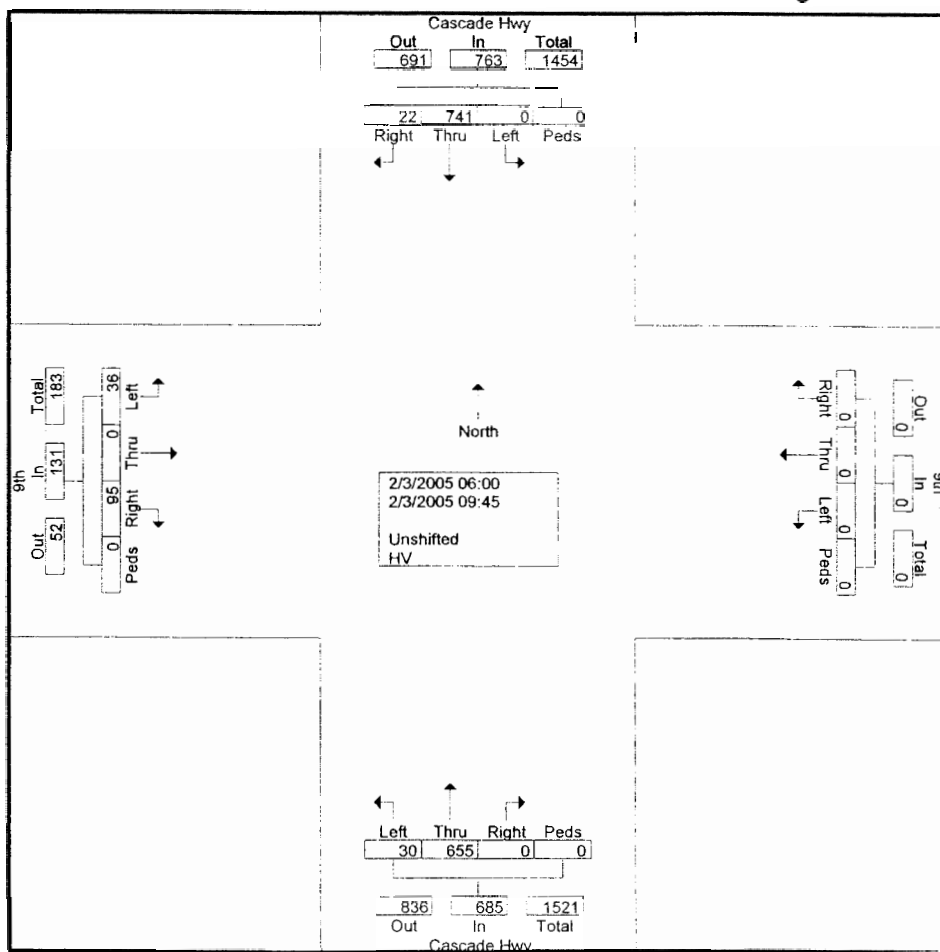 Cascade Hwy
Out In Total
691 763 1454
22 741 0 0
Right Thru Left Peds
9th
Total In Out
183 131 52
36 0 95 0
Left Thru Right Peds
North
2/3/2005 06:00
2/3/2005 09:45
Unshifted
HV
Right Thru Left Peds
0 0 0 0
Out In Total
0 0 0
9th
Left Thru Right Peds
30 655 0 0
836 685 1521
Out In Total
Cascade Hwy